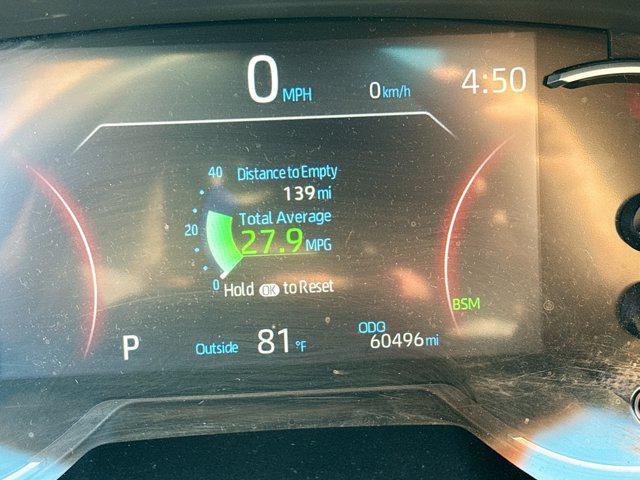 0 MPH 0 km/h 4:50
40 Distance to Empty
139 mi
Total Average
20 27.9 MPG
0 Hold OK to Reset
BSM
P Outside 81 °F ODO 60496 mi